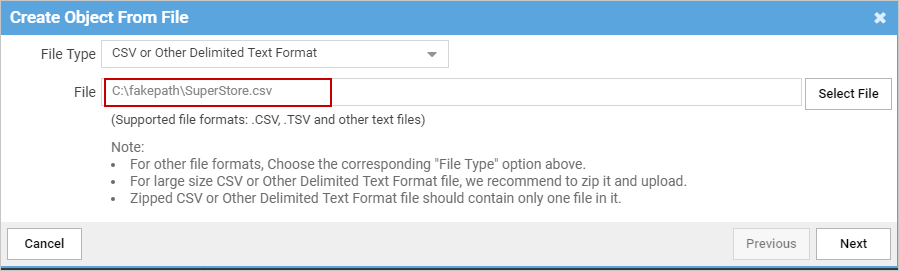 Create Object From File
File Type CSV or Other Delimited Text Format
File C:\fakepath\SuperStore.csv Select File
(Supported file formats: .CSV, .TSV and other text files)
Note:
• For other file formats, Choose the corresponding "File Type" option above.
• For large size CSV or Other Delimited Text Format file, we recommend to zip it and upload.
• Zipped CSV or Other Delimited Text Format file should contain only one file in it.
Cancel Previous Next